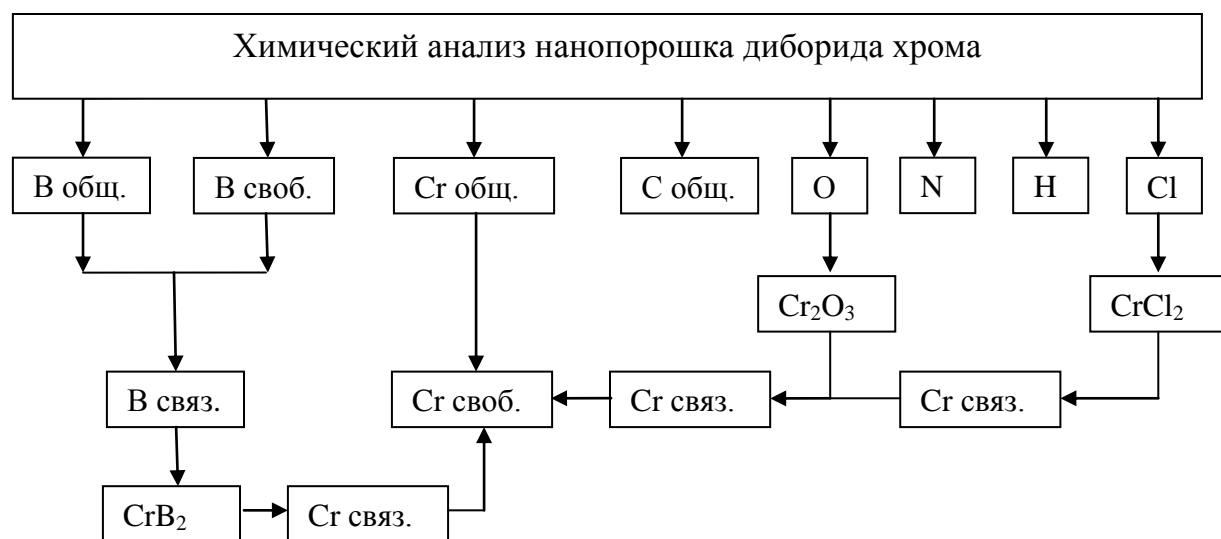 Химический анализ нанопорошка диборида хрома
В общ.
В своб.
Cr общ.
С общ.
O
N
H
Cl
Cr₂O₃
CrCl₂
В связ.
Cr своб.
Cr связ.
Cr связ.
CrB₂
Cr связ.